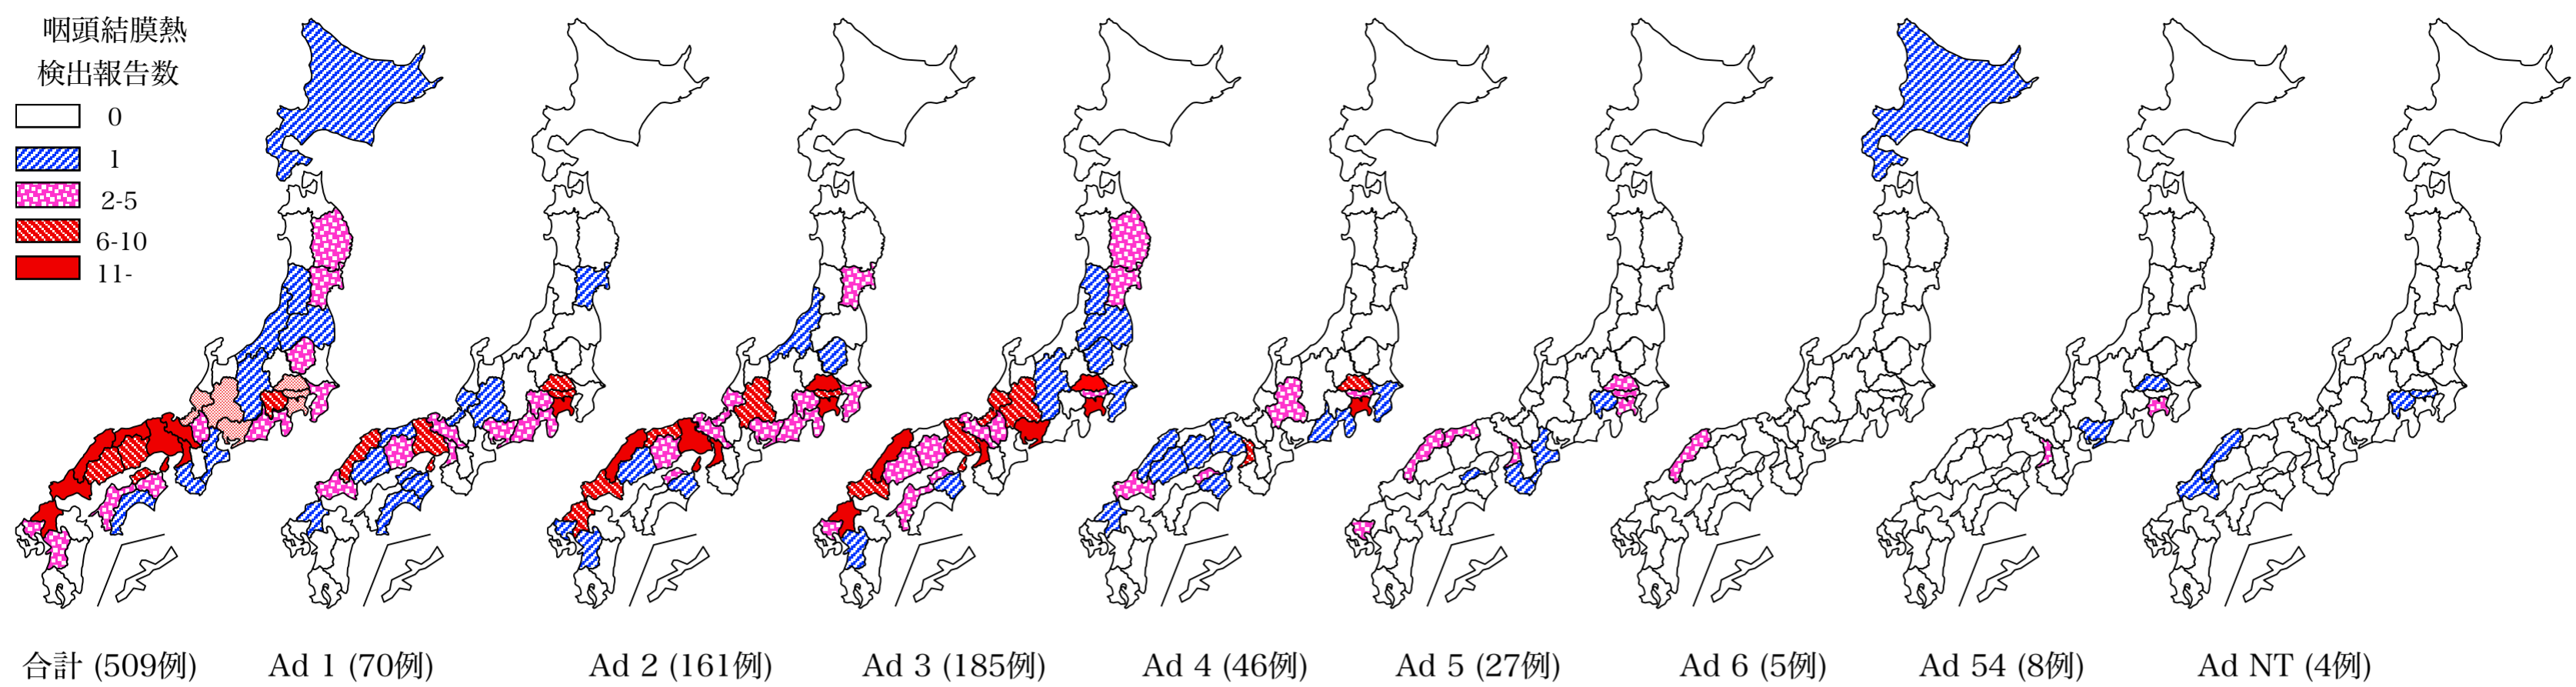 咽頭結膜熱
検出報告数
0
1
2-5
6-10
11-
合計 (509例)
Ad 1 (70例)
Ad 2 (161例)
Ad 3 (185例)
Ad 4 (46例)
Ad 5 (27例)
Ad 6 (5例)
Ad 54 (8例)
Ad NT (4例)